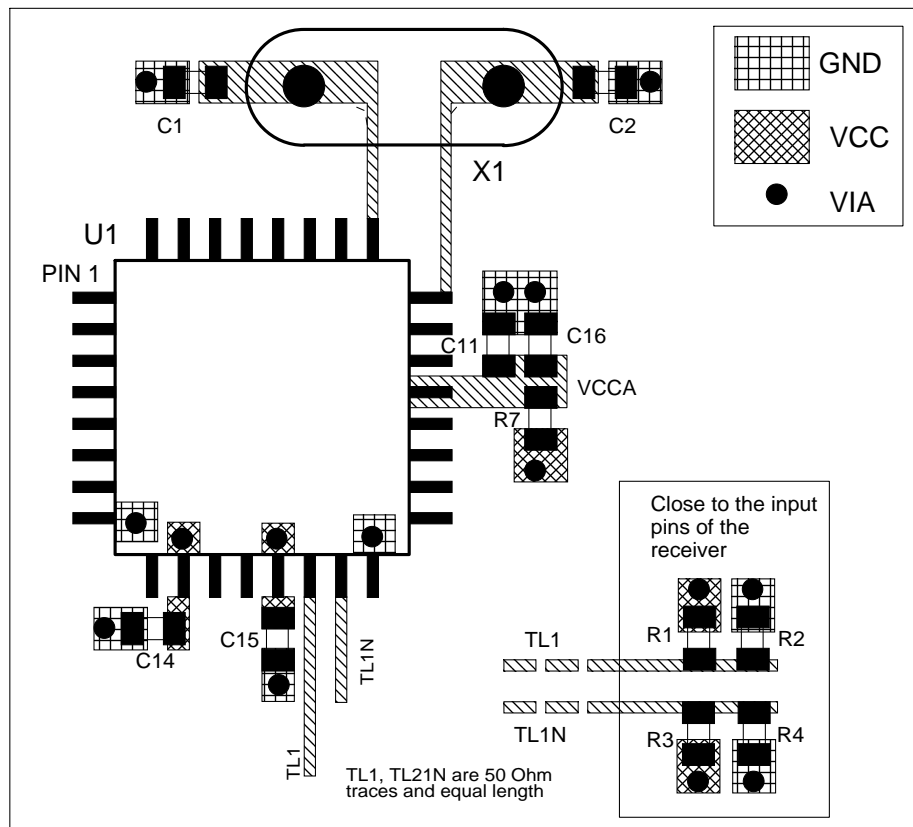 C1
C2
X1
GND
VCC
VIA
U1
PIN 1
C11
C16
VCCA
R7
Close to the input
pins of the
receiver
C14
C15
TL1
TL1N
R1
R2
TL1
TL1N
R3
R4
TL1, TL21N are 50 Ohm
traces and equal length